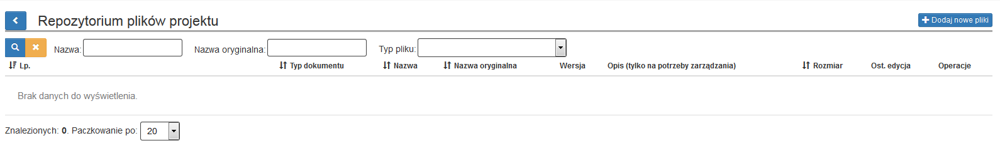 Repozytorium plików projektu
Dodaj nowe pliki
Nazwa: Nazwa oryginalna: Typ pliku:
Lp. Typ dokumentu Nazwa Nazwa oryginalna Wersja Opis (tylko na potrzeby zarządzania) Rozmiar Ost. edycja Operacje
Brak danych do wyświetlenia.
Znalezionych: 0. Paczkowanie po: 20